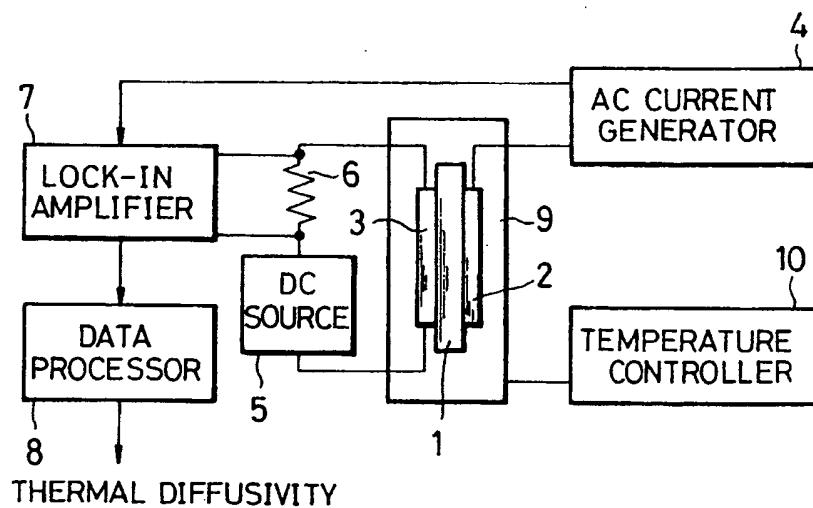 4
AC CURRENT
GENERATOR
7
LOCK-IN
AMPLIFIER
6
3
9
2
10
DC
SOURCE
DATA
PROCESSOR
TEMPERATURE
CONTROLLER
5
1
8
THERMAL DIFFUSIVITY